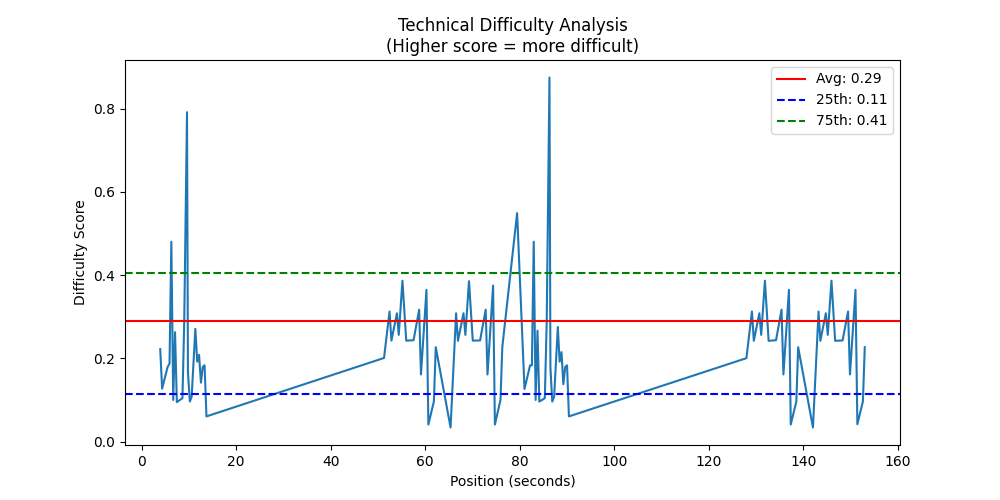 Technical Difficulty Analysis
(Higher score = more difficult)
Avg: 0.29
25th: 0.11
75th: 0.41
Difficulty Score
0.8
0.6
0.4
0.2
0.0
0 20 40 60 80 100 120 140 160
Position (seconds)